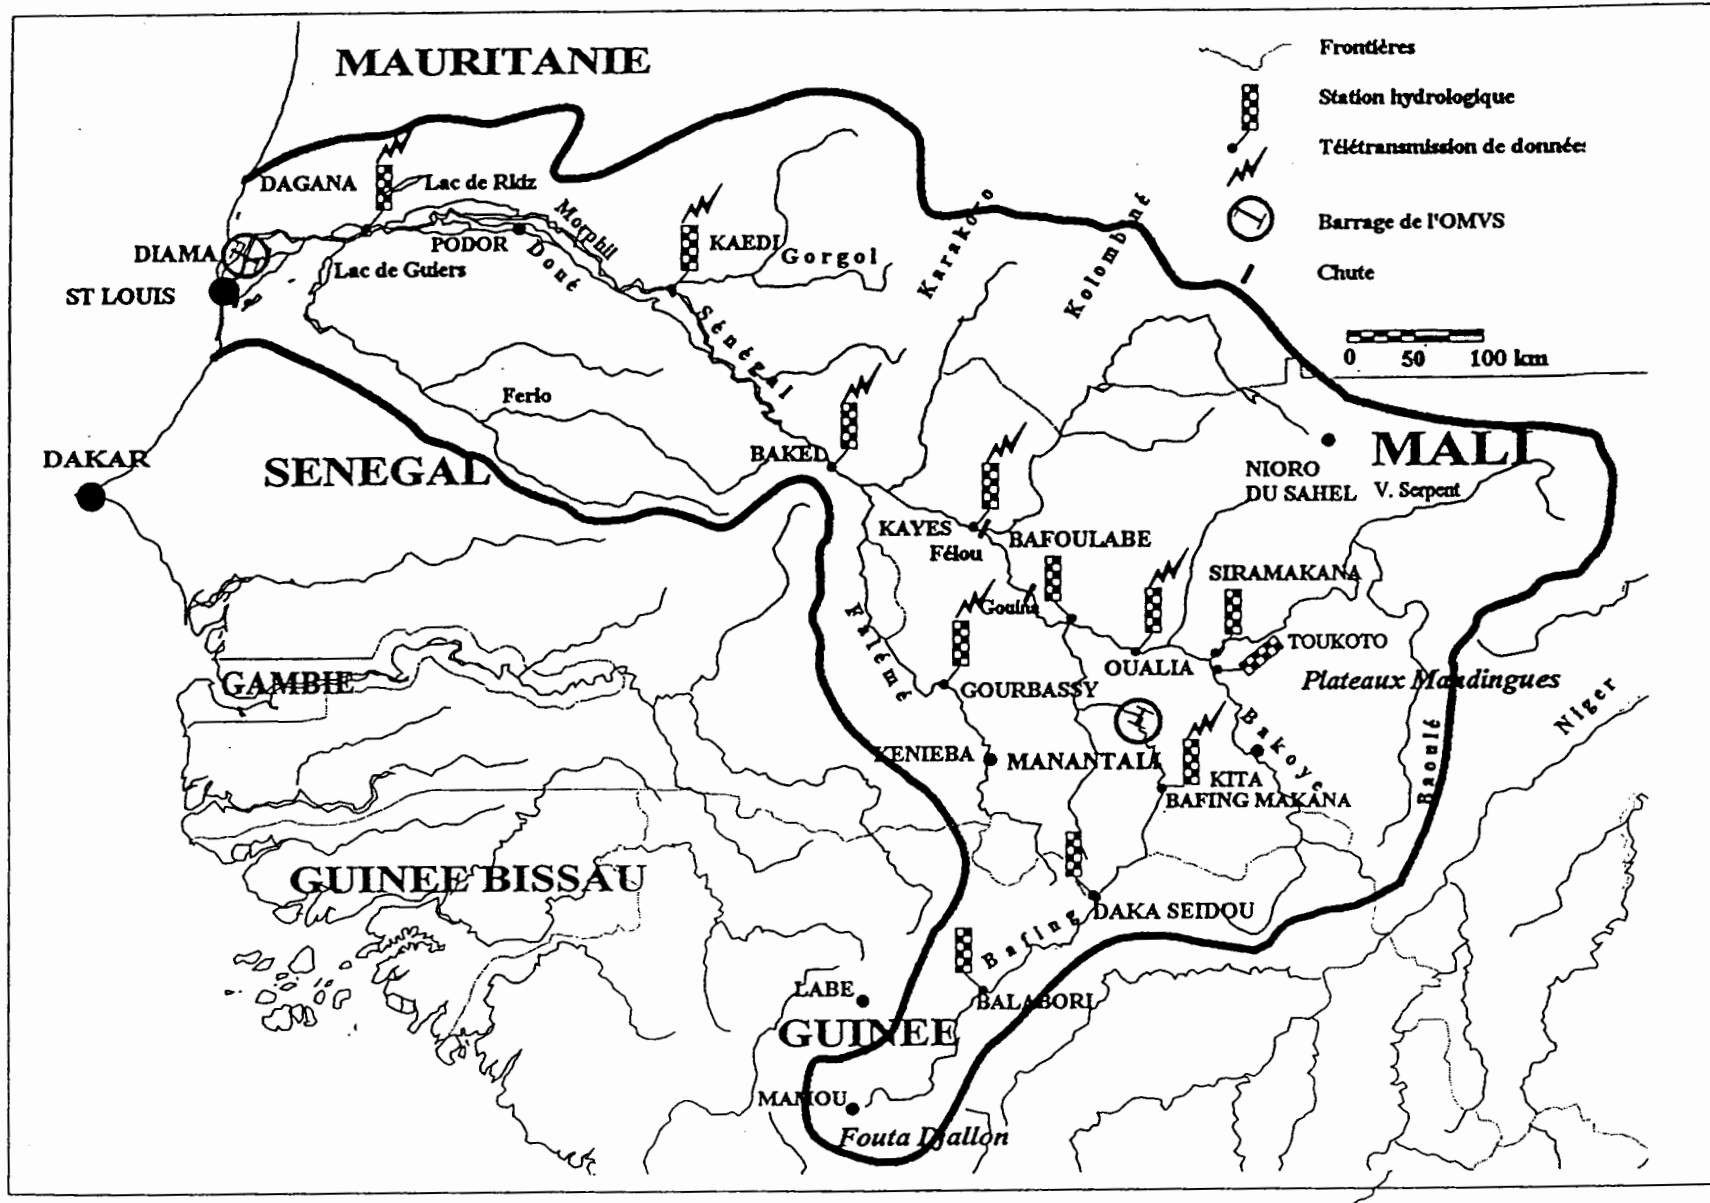 MAURITANIE
Frontières
Station hydrologique
Télétransmission de données
Barrage de l'OMVS
Chute
0 50 100 km
DAGANA
Lac de Rkiz
Morphil
PODOR
Doué
KAEDI
Gorgol
Karakoro
Kolombiné
DIAMA
Lac de Guiers
ST LOUIS
Sénégal
Ferlo
BAKEL
DAKAR
SENEGAL
MALI
NIORO
DU SAHEL
V. Serpent
KAYES
Félou
BAFOULABE
SIRAMAKANA
Gouina
Falémé
OUALIA
TOUKOTO
Plateaux Mandingues
GAMBIE
GOURBASSY
Niger
Bakoye
Baoulé
KENIEBA
MANANTALI
KITA
BAFING MAKANA
GUINEE BISSAU
DAKA SEIDOU
Bafing
LABE
BALABORI
GUINEE
MAMOU
Fouta Djallon